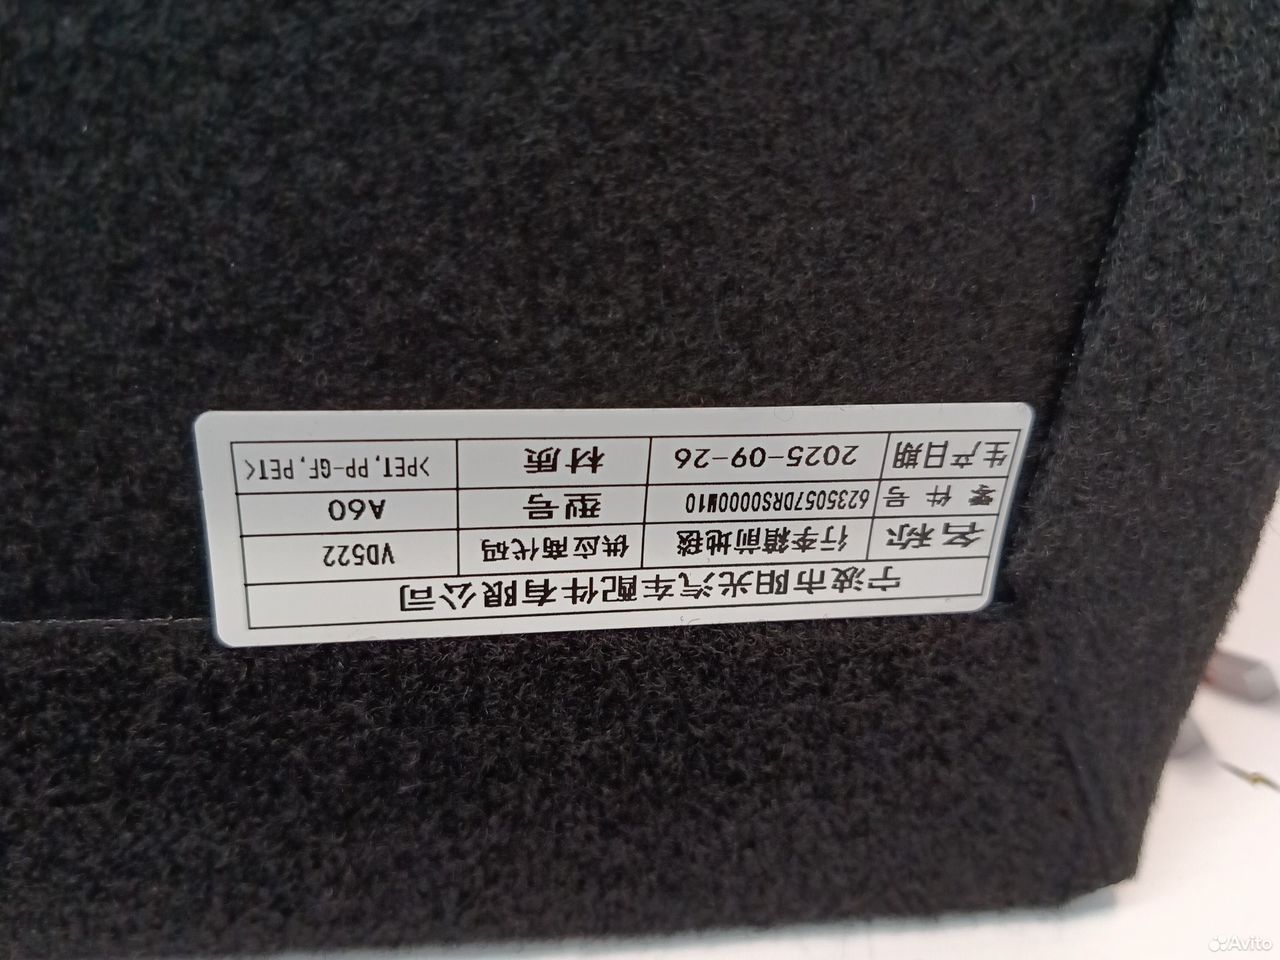 宁波市阳光汽车配件有限公司
名称 行李箱前地毯 供应商代码 VD522
零件号 6235057DRS0000M10 型号 A60
生产日期 2025-09-26 材质 >PET,PP-GF,PET<
Avito